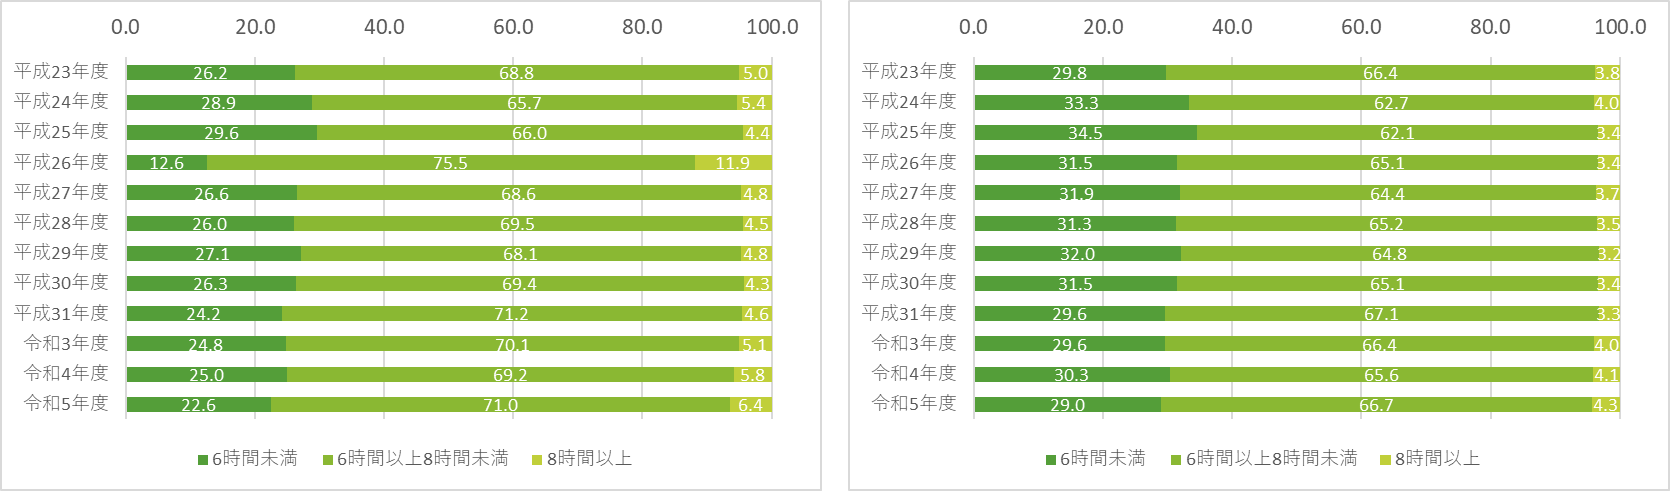 0.0 20.0 40.0 60.0 80.0 100.0
平成23年度 26.2 68.8 5.0
平成24年度 28.9 65.7 5.4
平成25年度 29.6 66.0 4.4
平成26年度 12.6 75.5 11.9
平成27年度 26.6 68.6 4.8
平成28年度 26.0 69.5 4.5
平成29年度 27.1 68.1 4.8
平成30年度 26.3 69.4 4.3
平成31年度 24.2 71.2 4.6
令和3年度 24.8 70.1 5.1
令和4年度 25.0 69.2 5.8
令和5年度 22.6 71.0 6.4
6時間未満 6時間以上8時間未満 8時間以上
0.0 20.0 40.0 60.0 80.0 100.0
平成23年度 29.8 66.4 3.8
平成24年度 33.3 62.7 4.0
平成25年度 34.5 62.1 3.4
平成26年度 31.5 65.1 3.4
平成27年度 31.9 64.4 3.7
平成28年度 31.3 65.2 3.5
平成29年度 32.0 64.8 3.2
平成30年度 31.5 65.1 3.4
平成31年度 29.6 67.1 3.3
令和3年度 29.6 66.4 4.0
令和4年度 30.3 65.6 4.1
令和5年度 29.0 66.7 4.3
6時間未満 6時間以上8時間未満 8時間以上